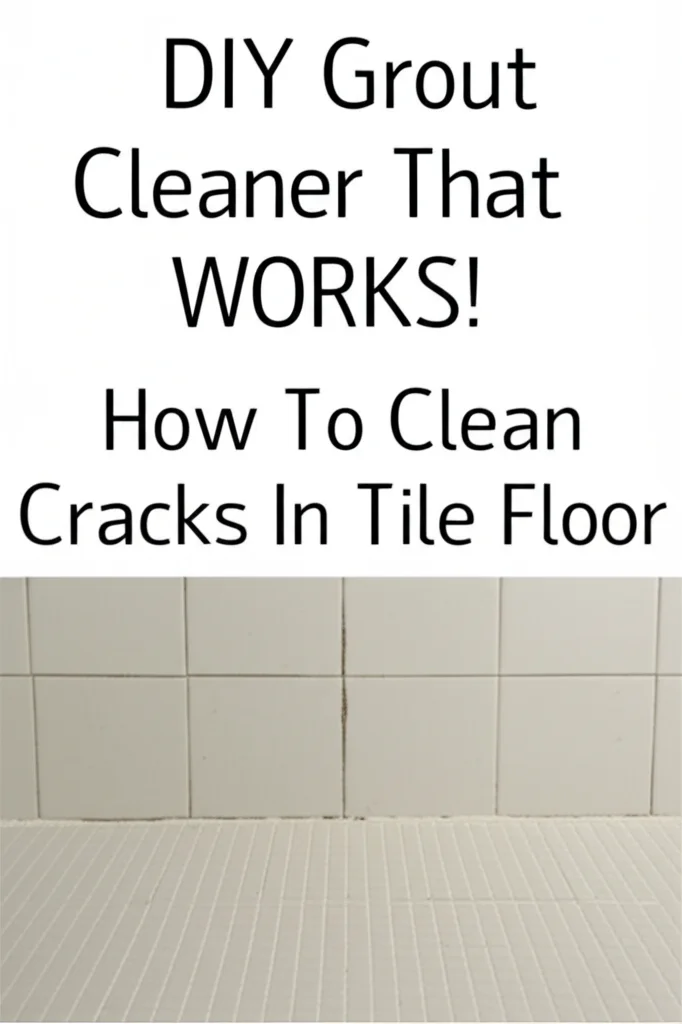 DIY Grout
Cleaner That
WORKS!
How To Clean
Cracks In Tile Floor